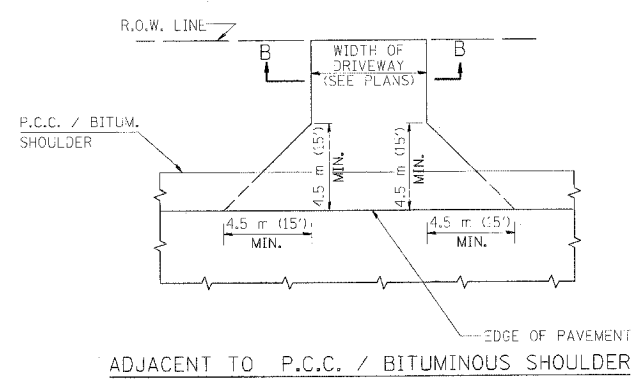 R.O.W. LINE
B
WIDTH OF
DRIVEWAY
(SEE PLANS)
B
P.C.C. / BITUM.
SHOULDER
4.5 m (15')
MIN.
4.5 m (15')
MIN.
4.5 m (15')
MIN.
4.5 m (15')
MIN.
EDGE OF PAVEMENT
ADJACENT TO P.C.C. / BITUMINOUS SHOULDER